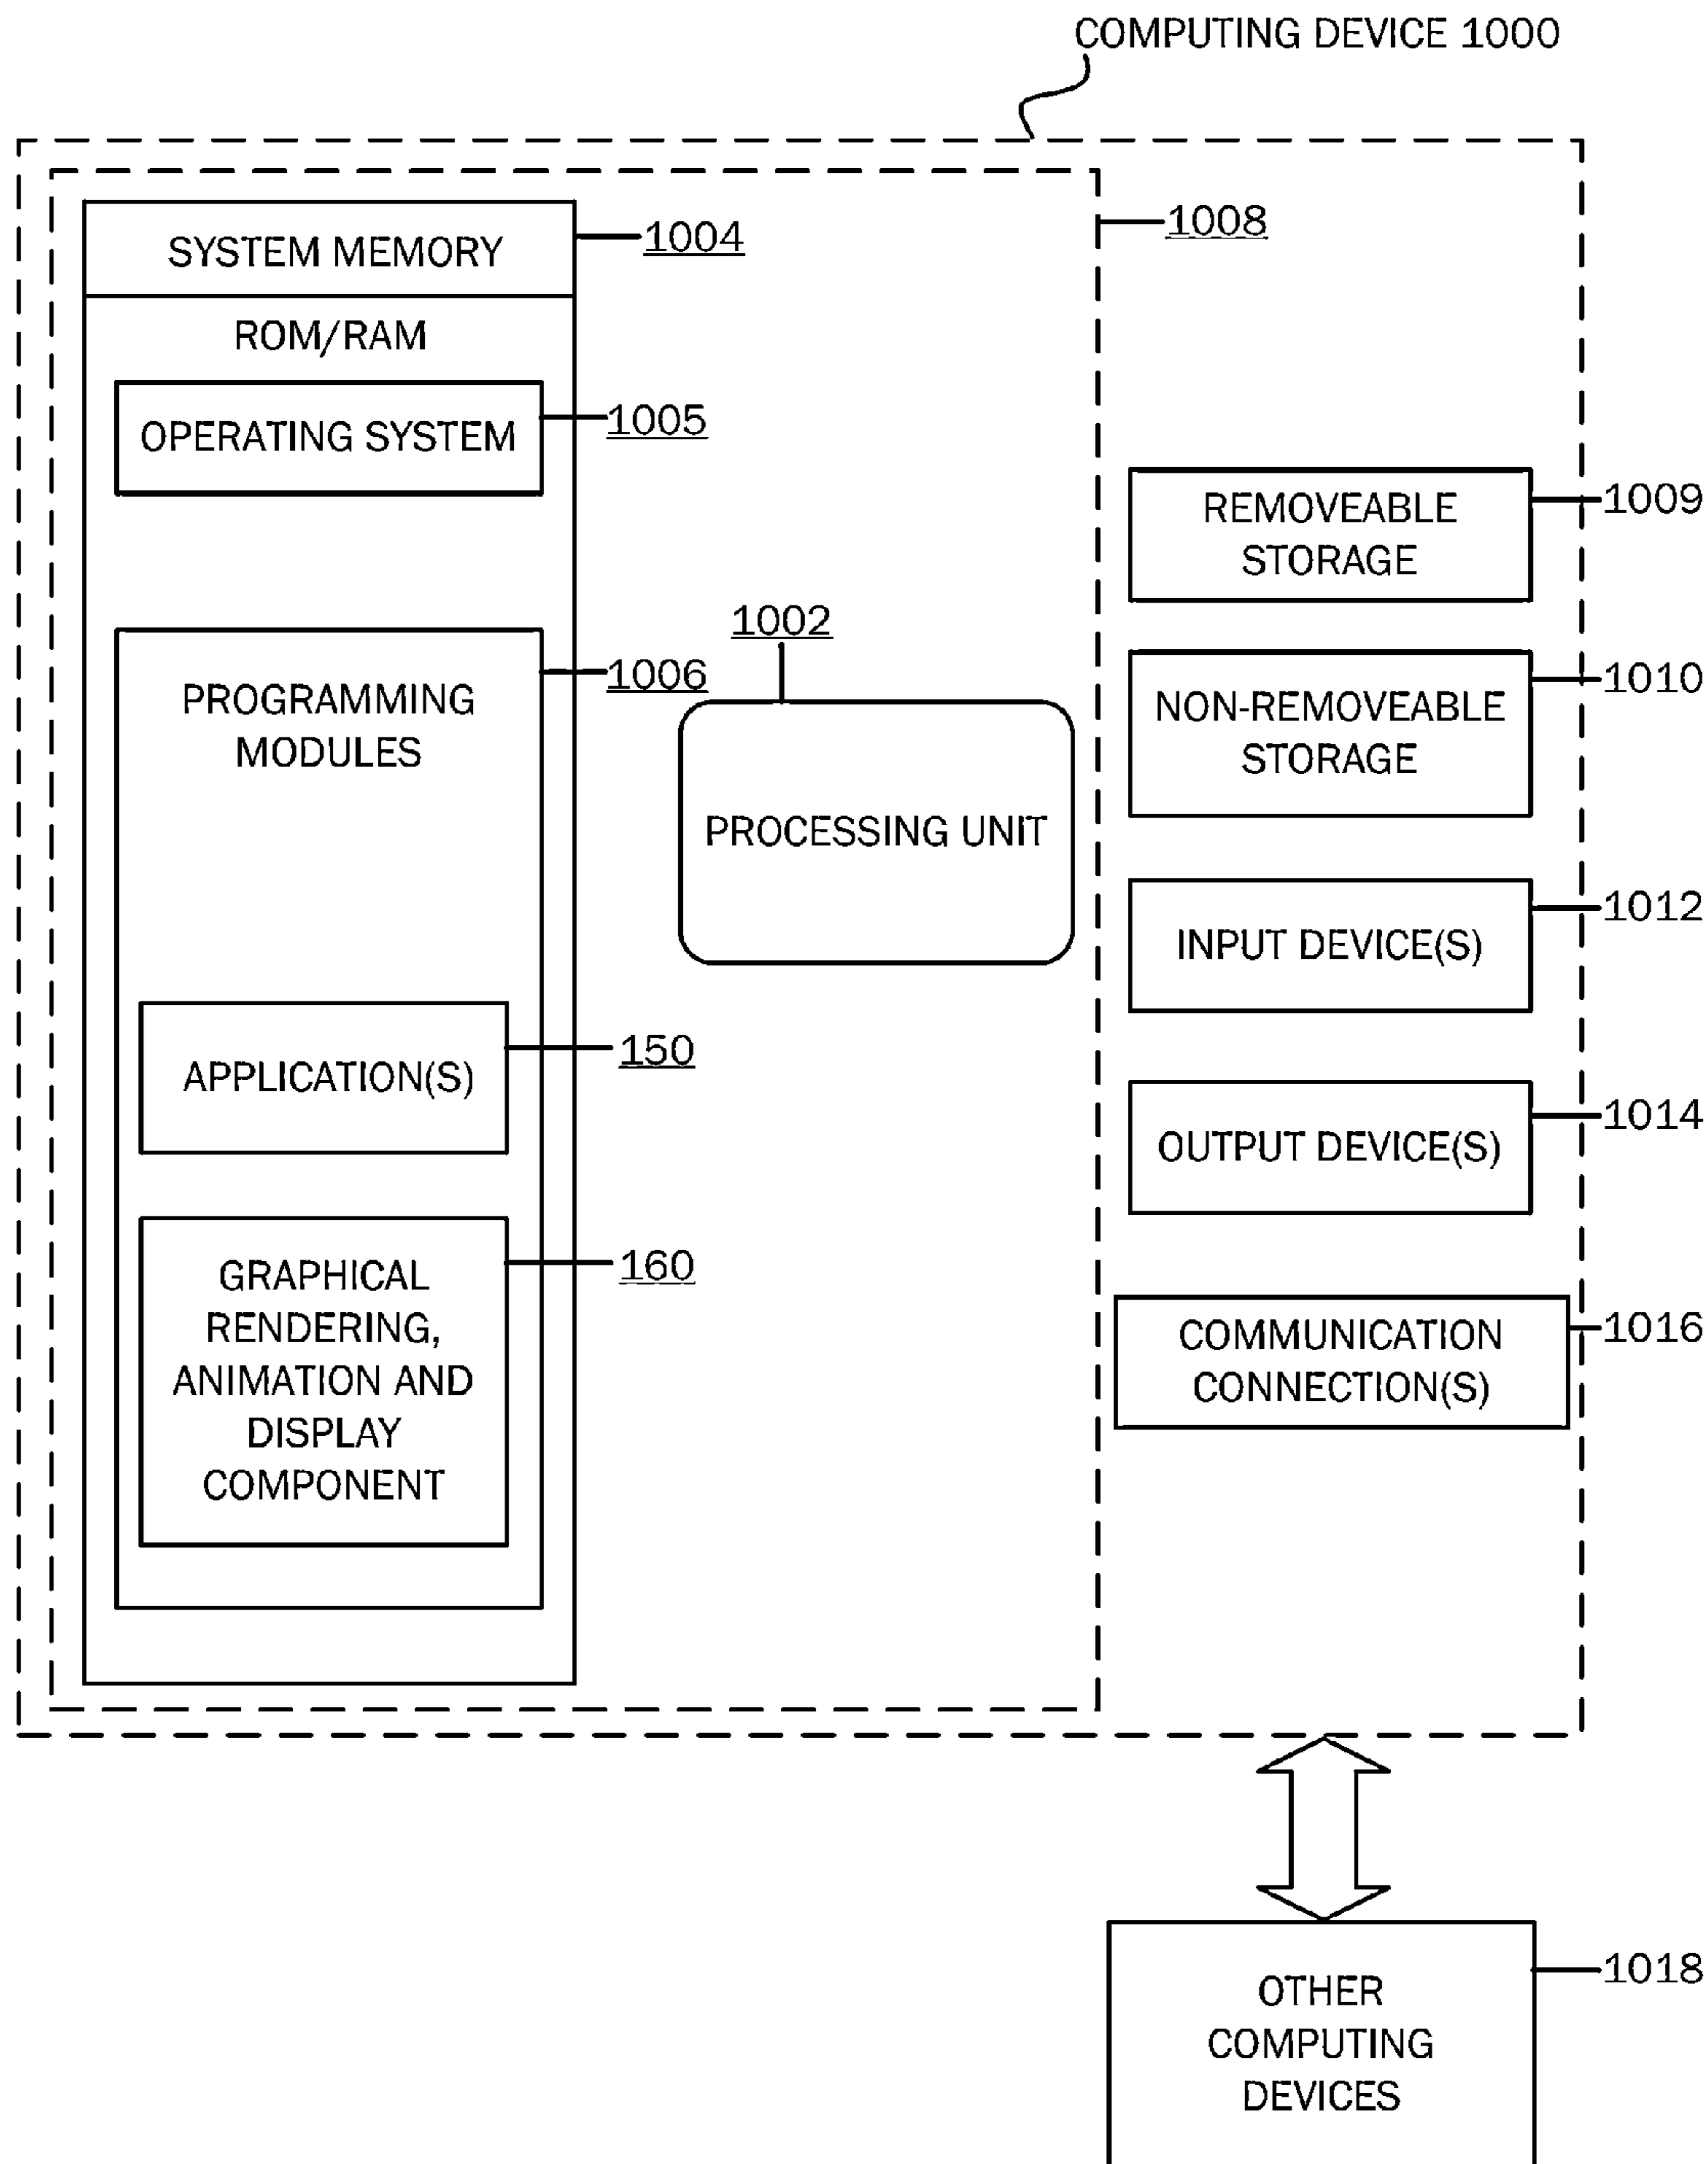 COMPUTING DEVICE 1000
1008
SYSTEM MEMORY
1004
ROM/RAM
OPERATING SYSTEM
1005
PROGRAMMING
MODULES
1006
1002
PROCESSING UNIT
APPLICATION(S)
150
GRAPHICAL
RENDERING,
ANIMATION AND
DISPLAY
COMPONENT
160
REMOVEABLE
STORAGE
1009
NON-REMOVEABLE
STORAGE
1010
INPUT DEVICE(S)
1012
OUTPUT DEVICE(S)
1014
COMMUNICATION
CONNECTION(S)
1016
OTHER
COMPUTING
DEVICES
1018